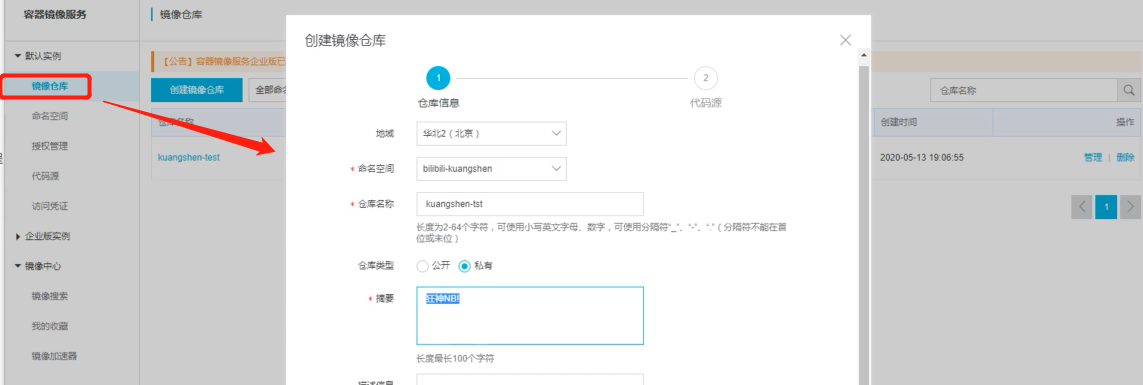 容器镜像服务
镜像仓库
默认实例
镜像仓库
命名空间
授权管理
代码源
访问凭证
企业版实例
镜像中心
镜像搜索
我的收藏
镜像加速器
【公告】容器镜像服务企业版已
创建镜像仓库
全部命名
仓库名称
仓库名称
创建时间
操作
kuangshen-test
2020-05-13 19:06:55
管理 | 删除
1
创建镜像仓库
1
2
仓库信息
代码源
地域
华北2（北京）
* 命名空间
bilibili-kuangshen
* 仓库名称
kuangshen-tst
长度为2-64个字符，可使用小写英文字母、数字，可使用分隔符"_"、"-"、"."（分隔符不能在首
位或末位）
仓库类型
公开
私有
* 摘要
狂神NB!
长度最长100个字符
描述信息